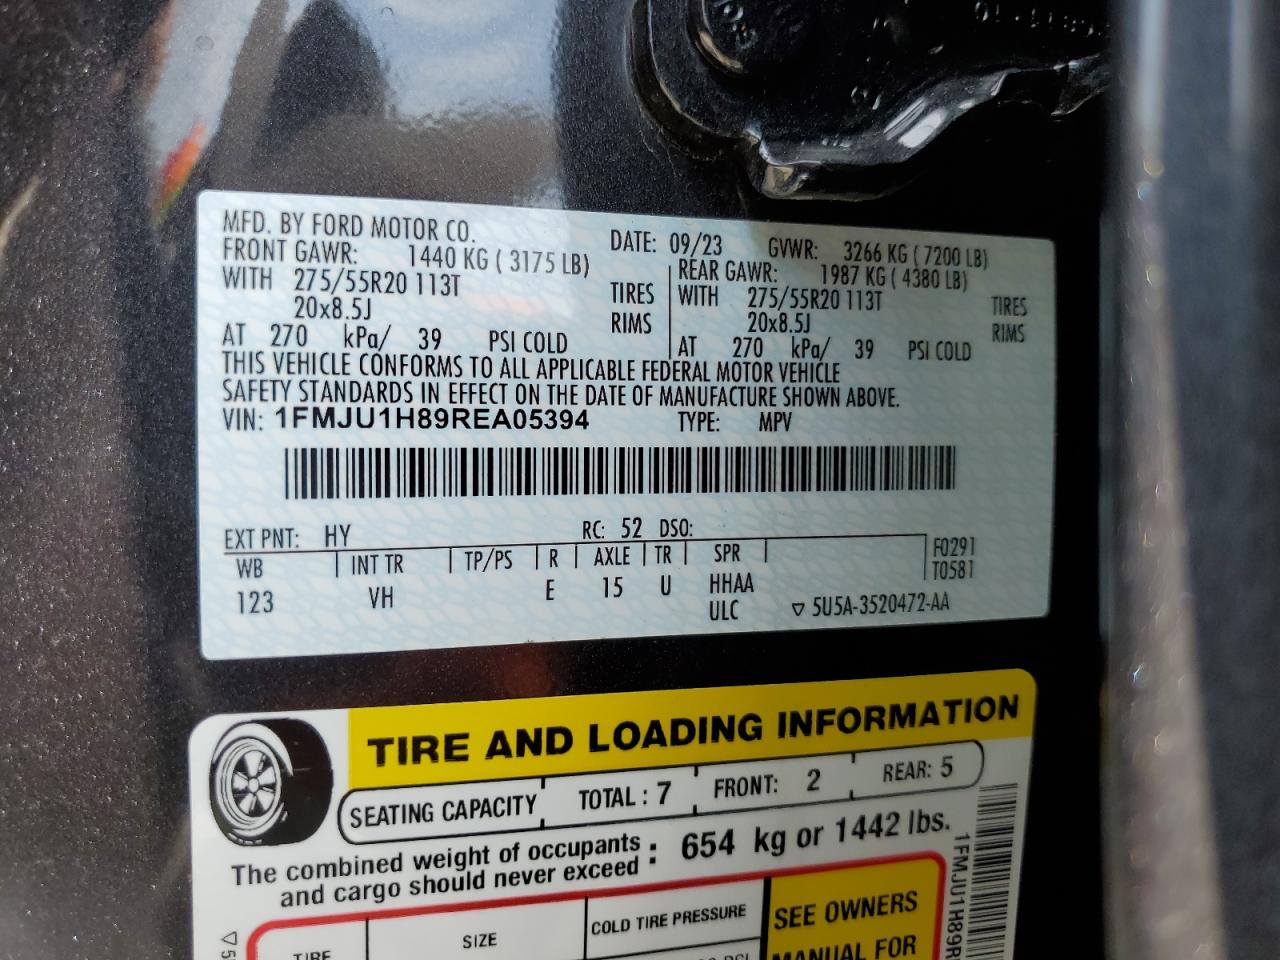 MFD. BY FORD MOTOR CO. DATE: 09/23 GVWR: 3266 KG ( 7200 LB)
FRONT GAWR: 1440 KG ( 3175 LB) REAR GAWR: 1987 KG ( 4380 LB)
WITH 275/55R20 113T TIRES WITH 275/55R20 113T TIRES
20x8.5J RIMS 20x8.5J RIMS
AT 270 kPa/ 39 PSI COLD AT 270 kPa/ 39 PSI COLD
THIS VEHICLE CONFORMS TO ALL APPLICABLE FEDERAL MOTOR VEHICLE
SAFETY STANDARDS IN EFFECT ON THE DATE OF MANUFACTURE SHOWN ABOVE.
VIN: 1FMJU1H89REA05394 TYPE: MPV
EXT PNT: HY RC: 52 DSO:
WB INT TR TP/PS R AXLE TR SPR F0291
T0581
123 VH E 15 U HHAA
ULC ▽ 5U5A-3520472-AA
TIRE AND LOADING INFORMATION
SEATING CAPACITY TOTAL : 7 FRONT: 2 REAR: 5
The combined weight of occupants
and cargo should never exceed : 654 kg or 1442 lbs.
TIRE SIZE COLD TIRE PRESSURE SEE OWNERS
MANUAL FOR
1FMJU1H89R